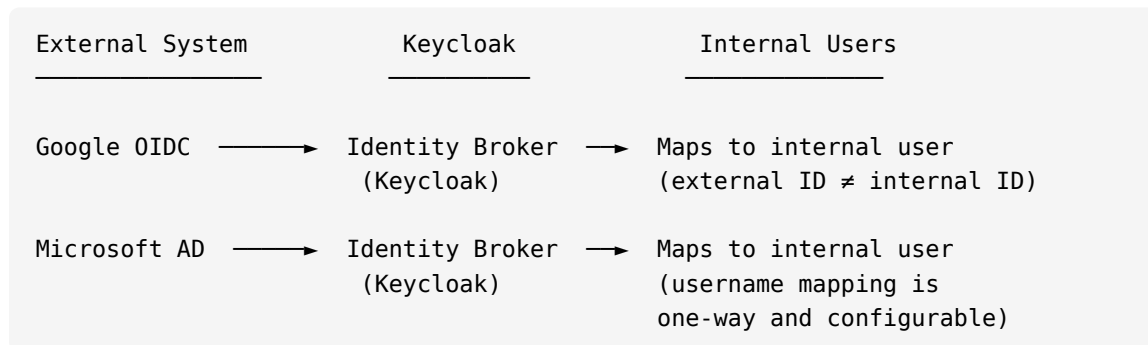 External System Keycloak Internal Users
Google OIDC ───► Identity Broker ─► Maps to internal user
(Keycloak) (external ID ≠ internal ID)
Microsoft AD ───► Identity Broker ─► Maps to internal user
(Keycloak) (username mapping is
one-way and configurable)